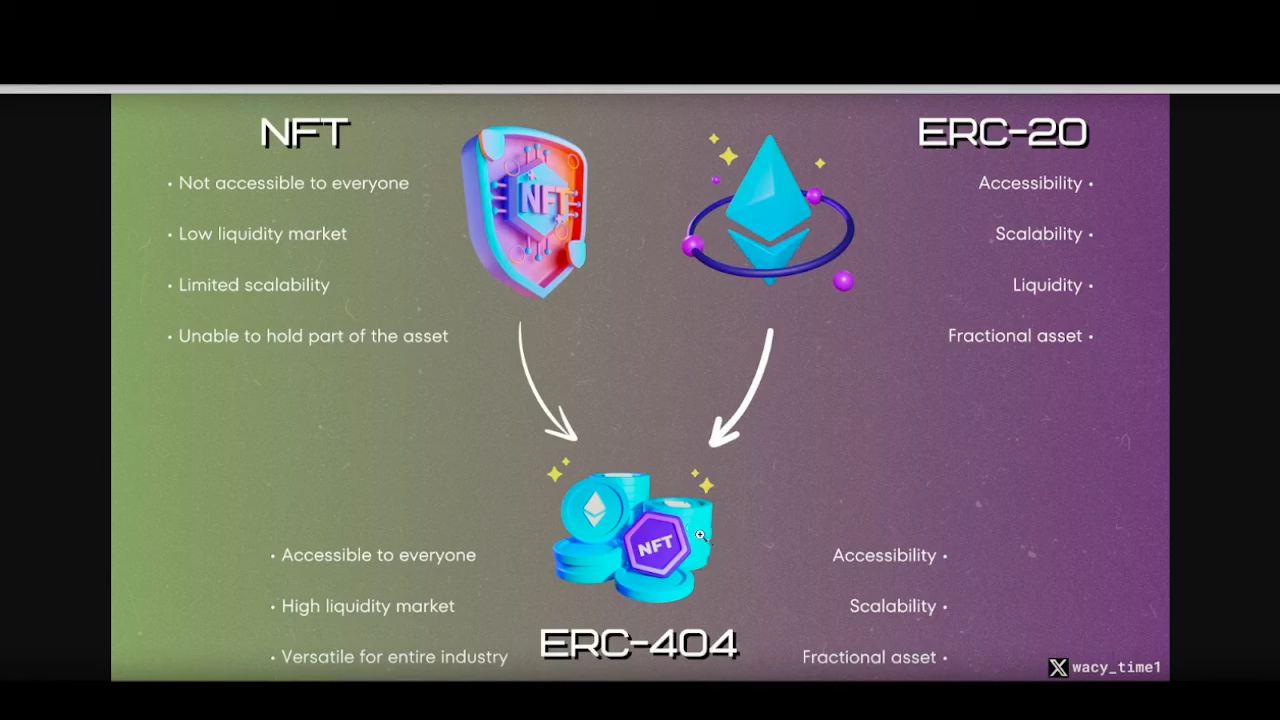 NFT
• Not accessible to everyone
• Low liquidity market
• Limited scalability
• Unable to hold part of the asset
NFT
ERC-20
Accessibility •
Scalability •
Liquidity •
Fractional asset •
• Accessible to everyone
• High liquidity market
• Versatile for entire industry
NFT
ERC-404
Accessibility •
Scalability •
Fractional asset •
X wacy_time1